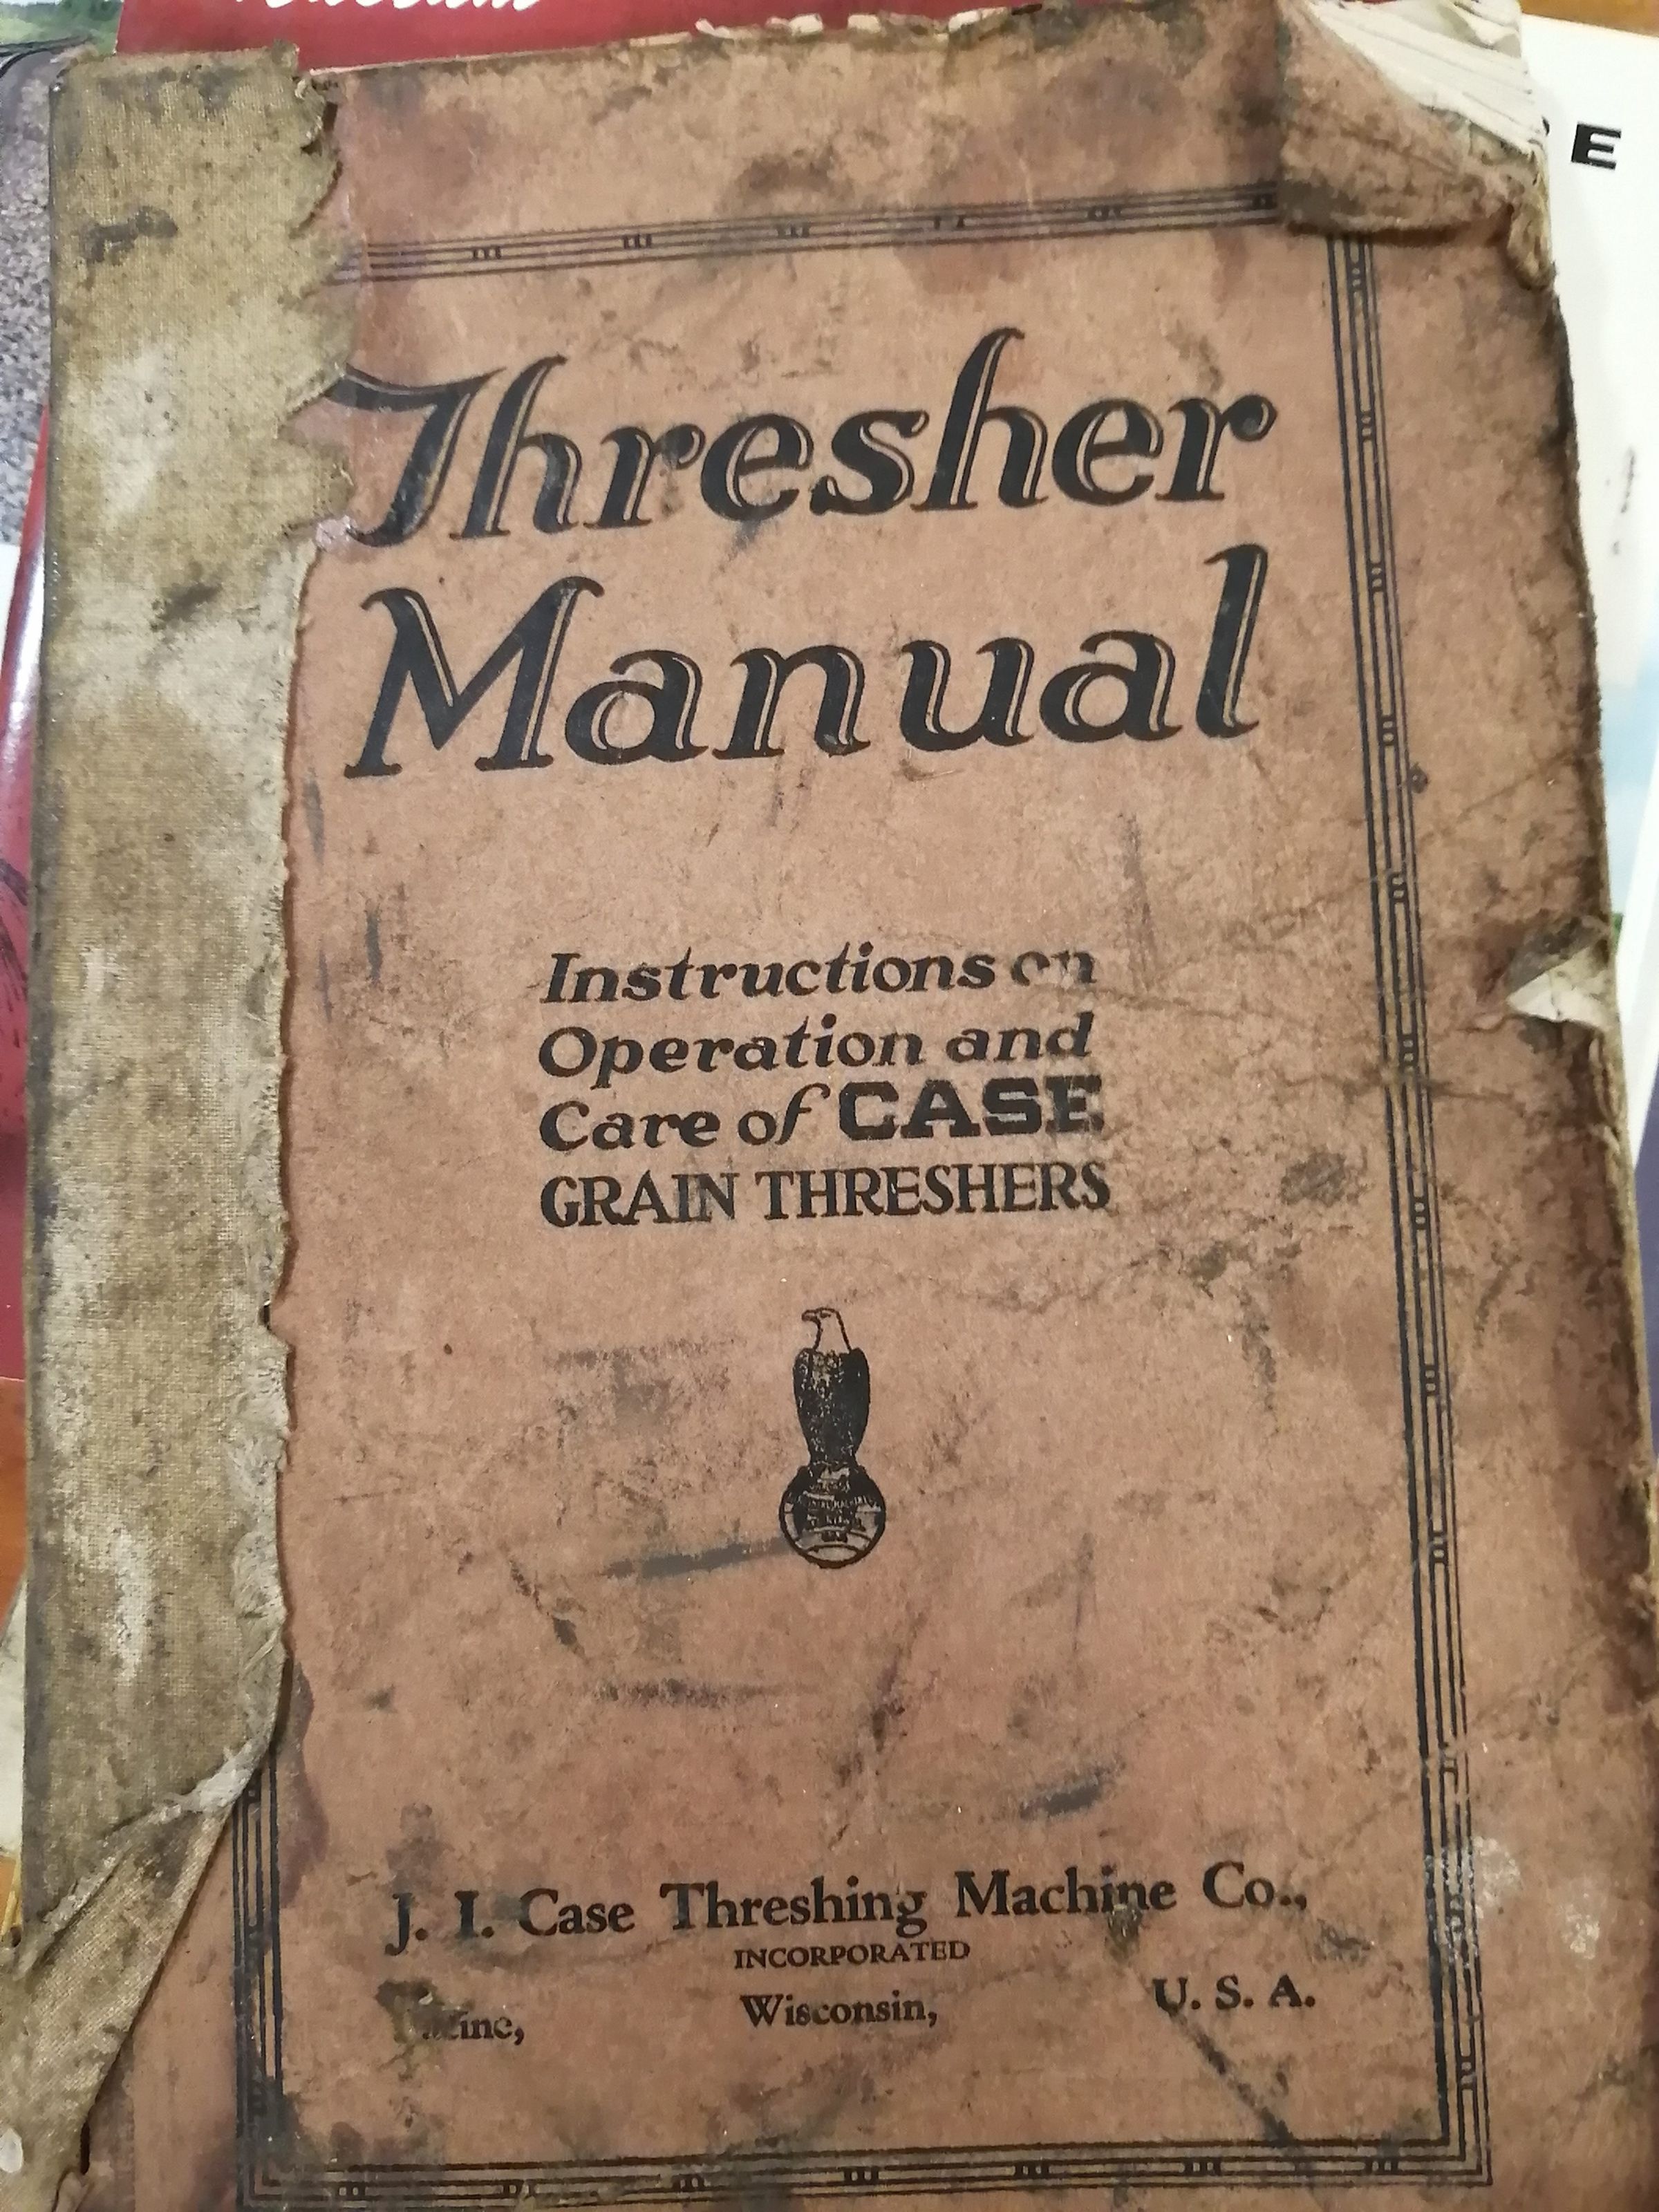 E
Thresher
Manual
Instructions on
Operation and
Care of CASE
GRAIN THRESHERS
J. I. Case Threshing Machine Co.,
INCORPORATED
Wisconsin, U. S. A.